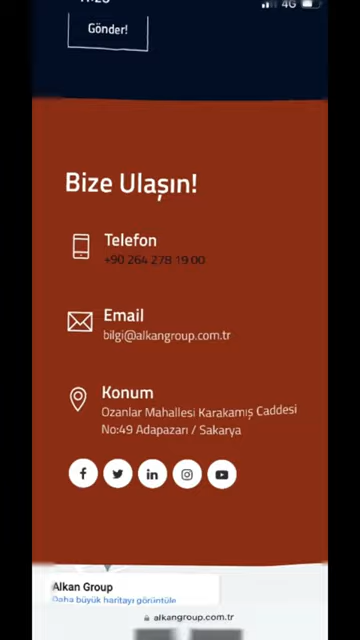 4G
Gönder!
Bize Ulaşın!
Telefon
+90 264 278 19 00
Email
bilgi@alkangroup.com.tr
Konum
Ozanlar Mahallesi Karakamış Caddesi
No:49 Adapazarı / Sakarya
Alkan Group
Daha büyük haritayı görüntüle
alkangroup.com.tr